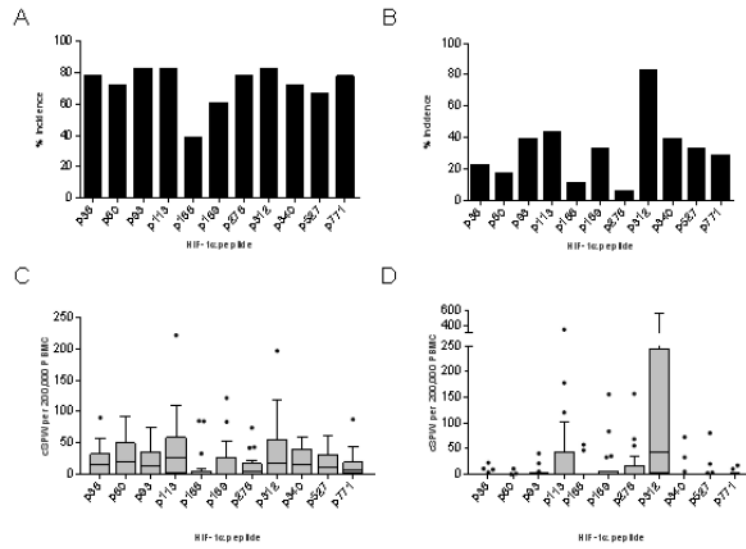 A
% Incidence
100
80
60
40
20
0
p36 p60 p93 p113 p166 p169 p276 p312 p340 p527 p771
HIF-1α peptide
B
% Incidence
100
80
60
40
20
0
p36 p60 p93 p113 p166 p169 p276 p312 p340 p527 p771
HIF-1α peptide
C
cSPW per 200,000 PBMC
250
200
150
100
50
0
p36 p60 p93 p113 p166 p169 p276 p312 p340 p527 p771
HIF-1α peptide
D
cSPW per 200,000 PBMC
600
400
250
200
150
100
50
0
p36 p60 p93 p113 p166 p169 p276 p312 p340 p527 p771
HIF-1α peptide